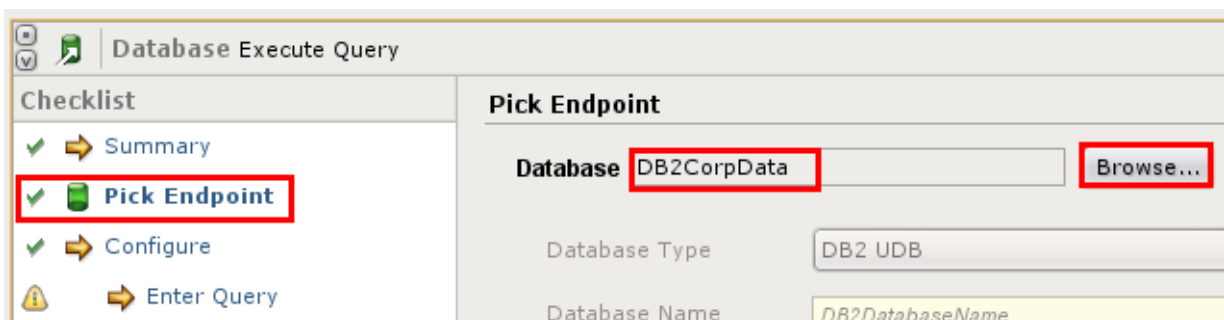 Database Execute Query
Checklist
Summary
Pick Endpoint
Configure
Enter Query
Pick Endpoint
Database DB2CorpData Browse...
Database Type DB2 UDB
Database Name DB2DatabaseName